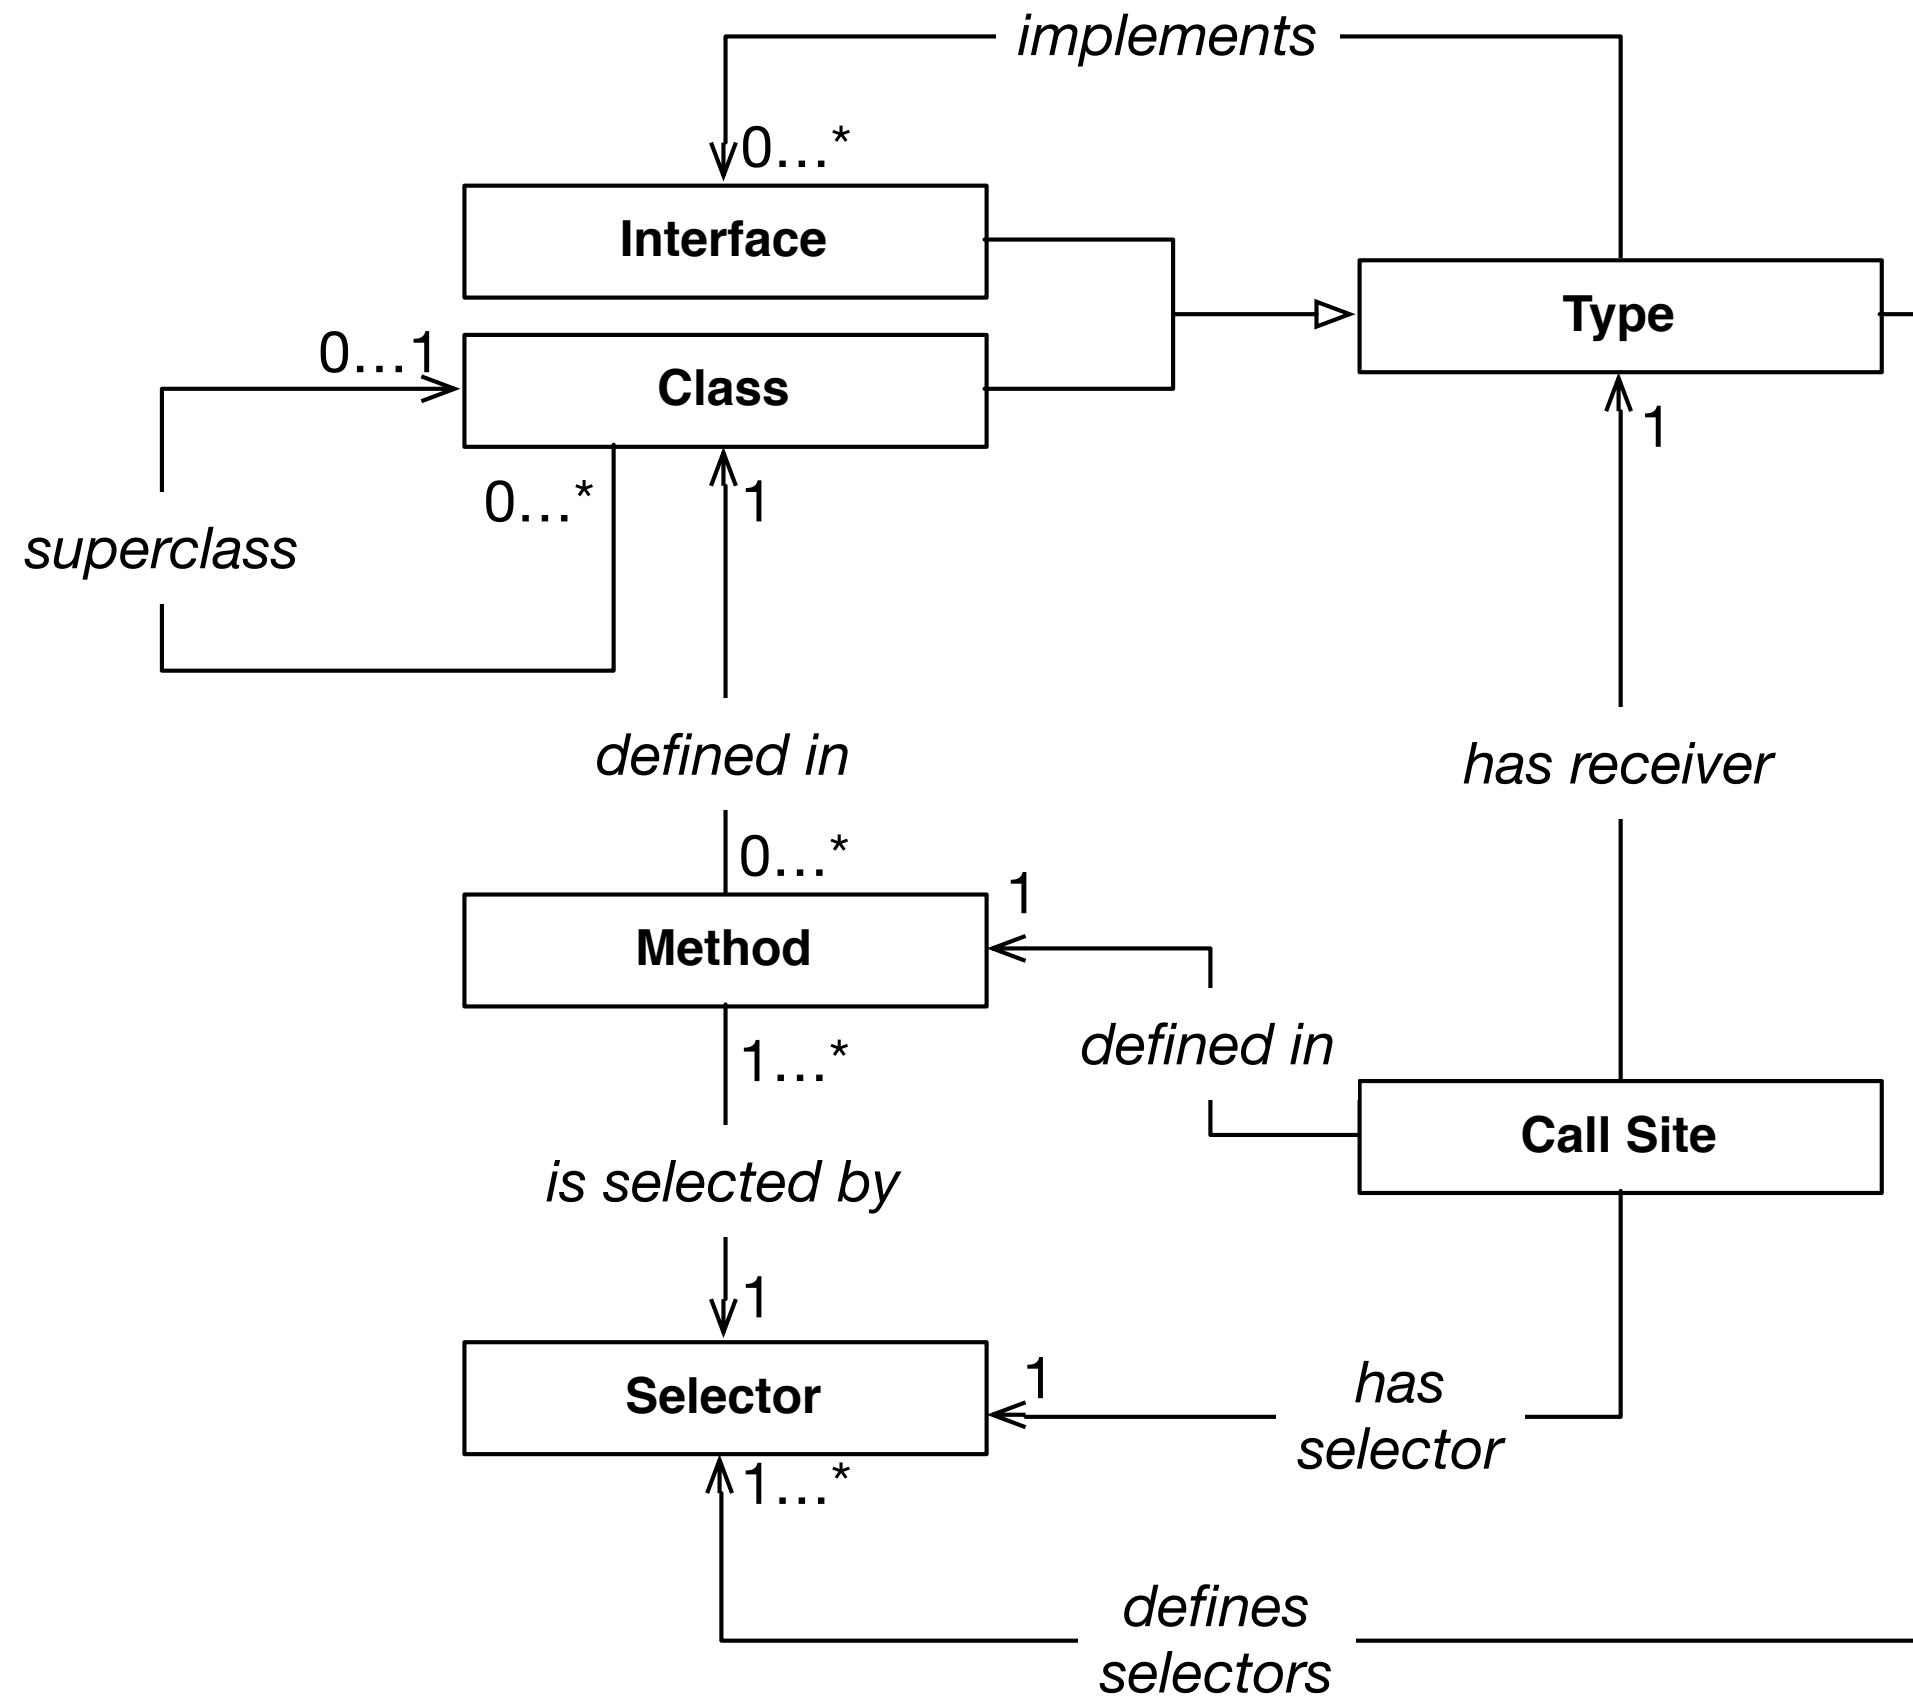 implements
0...*
Interface
Type
0...1
Class
1
0...*
1
superclass
defined in
has receiver
0...*
1
Method
1...*
defined in
Call Site
is selected by
1
1
has
selector
Selector
1...*
defines
selectors